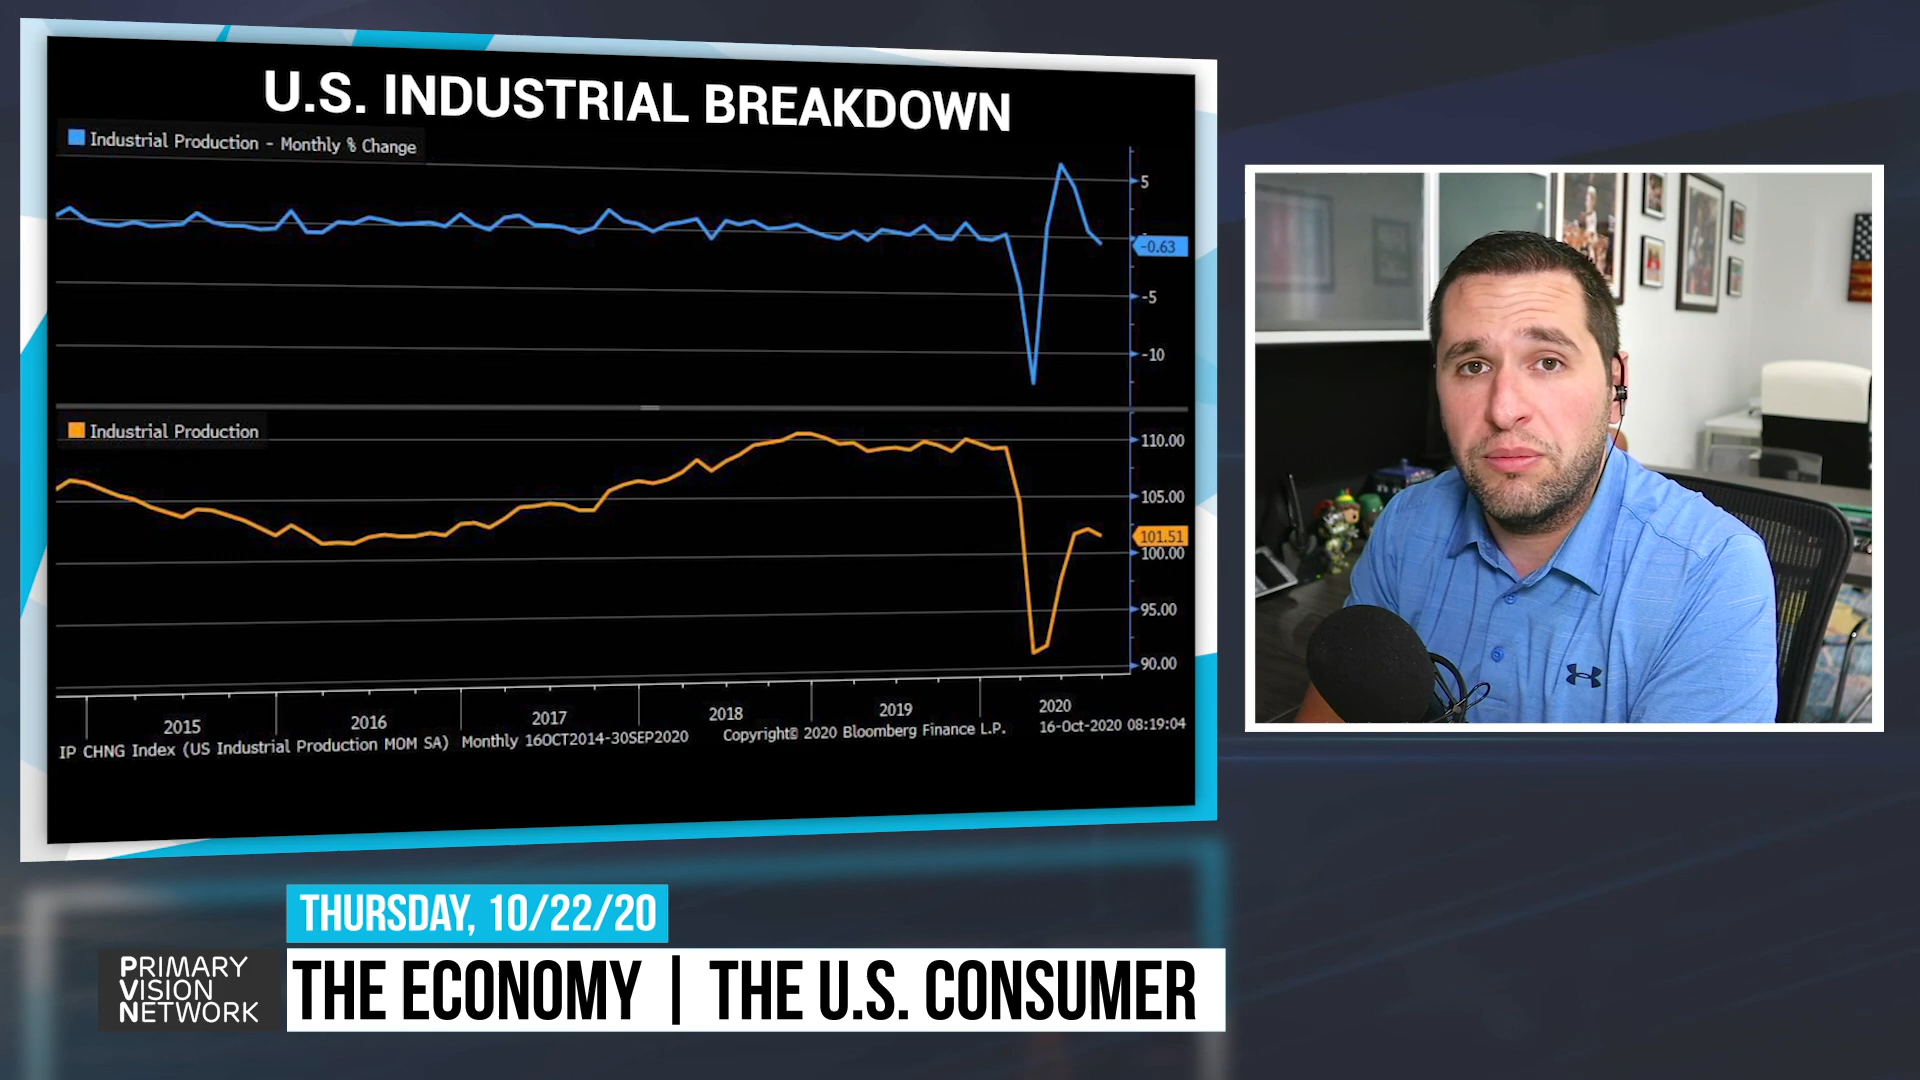 U.S. INDUSTRIAL BREAKDOWN
Industrial Production - Monthly % Change
5
-0.63
-5
-10
Industrial Production
110.00
105.00
101.51
100.00
95.00
90.00
2015 2016 2017 2018 2019 2020
IP CHNG Index (US Industrial Production MOM SA) Monthly 16OCT2014-30SEP2020 Copyright© 2020 Bloomberg Finance L.P. 16-Oct-2020 08:19:04
THURSDAY, 10/22/20
PRIMARY
VISION
NETWORK
THE ECONOMY | THE U.S. CONSUMER